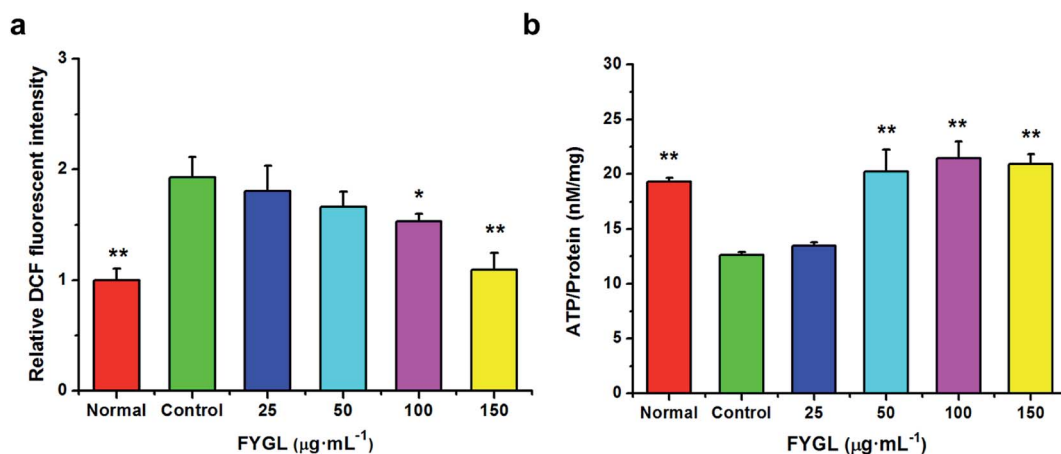 a
Relative DCF fluorescent intensity
3
2
1
0
**
*
**
Normal Control 25 50 100 150
FYGL (μg·mL⁻¹)
b
ATP/Protein (nM/mg)
30
25
20
15
10
5
0
**
**
**
**
Normal Control 25 50 100 150
FYGL (μg·mL⁻¹)